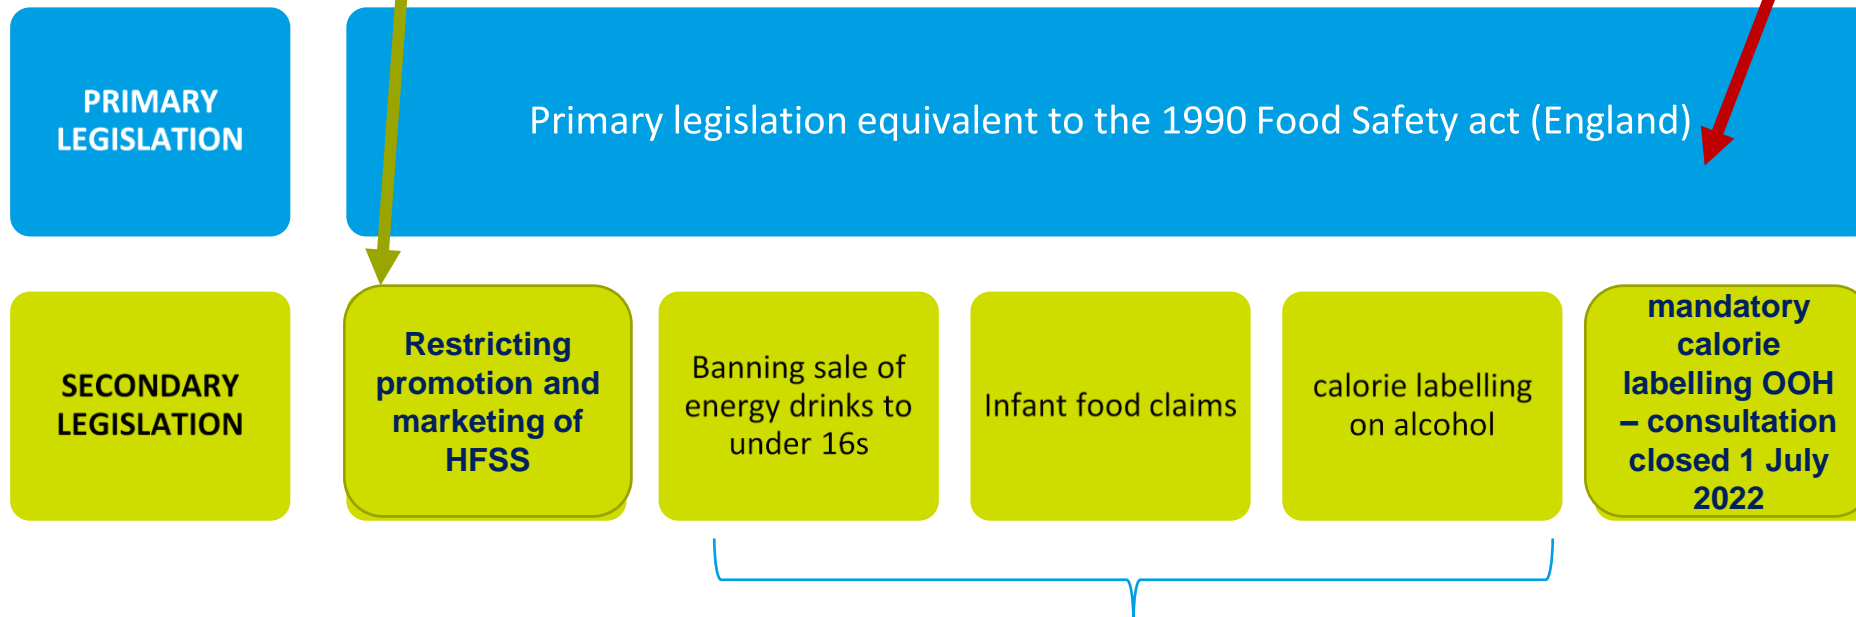 PRIMARY
LEGISLATION
Primary legislation equivalent to the 1990 Food Safety act (England)
SECONDARY
LEGISLATION
Restricting
promotion and
marketing of
HFSS
Banning sale of
energy drinks to
under 16s
Infant food claims
calorie labelling
on alcohol
mandatory
calorie
labelling OOH
– consultation
closed 1 July
2022